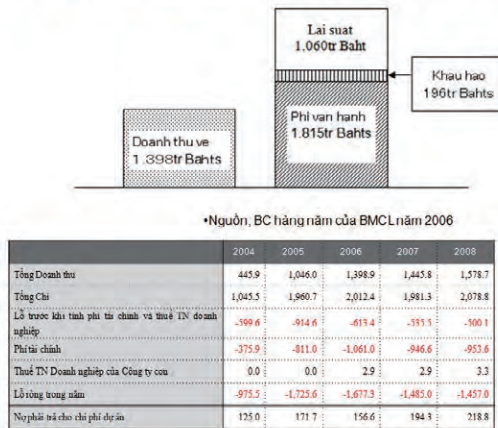 Lai suat
1.060tr Baht
Khau hao
196tr Bahts
Phi van hanh
1.815tr Bahts
Doanh thu ve
1.398tr Bahts
•Nguồn, BC hàng năm của BMCL năm 2006
2004 2005 2006 2007 2008
Tổng Doanh thu 445.9 1,046.0 1,398.9 1,445.8 1,578.7
Tổng Chi 1,045.5 1,960.7 2,012.4 1,981.3 2,078.8
Lỗ trước khi tính phí tài chính và thuế TN doanh
nghiệp -599.6 -914.6 -613.4 -535.5 -500.1
Phí tài chính -375.9 -811.0 -1,061.0 -946.6 -953.6
Thuế TN Doanh nghiệp của Công ty con 0.0 0.0 2.9 2.9 3.3
Lỗ ròng trong năm -975.5 -1,725.6 -1,677.3 -1,485.0 -1,457.0
Nợ phải trả cho chi phí dự án 125.0 171.7 156.6 194.3 218.8